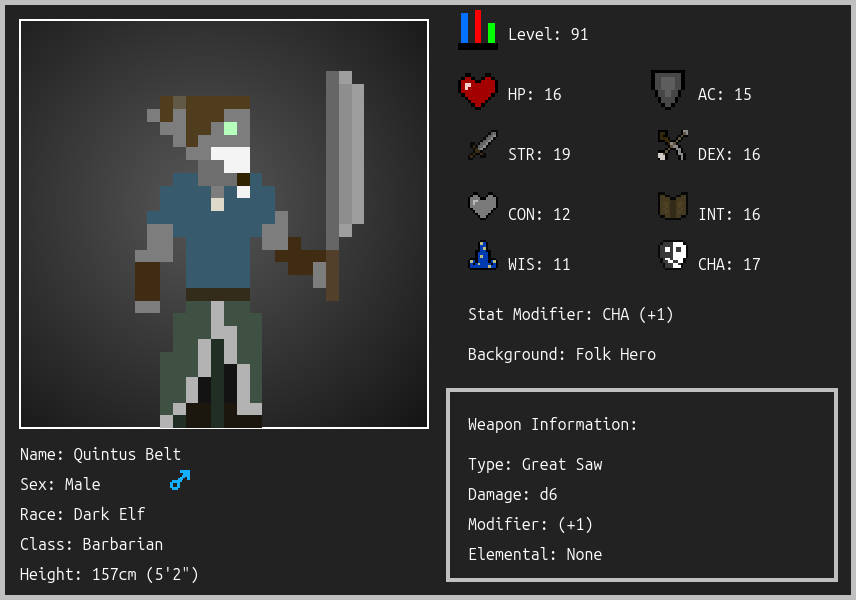 Level: 91
HP: 16
AC: 15
STR: 19
DEX: 16
CON: 12
INT: 16
WIS: 11
CHA: 17
Stat Modifier: CHA (+1)
Background: Folk Hero
Weapon Information:
Type: Great Saw
Damage: d6
Modifier: (+1)
Elemental: None
Name: Quintus Belt
Sex: Male
Race: Dark Elf
Class: Barbarian
Height: 157cm (5'2")